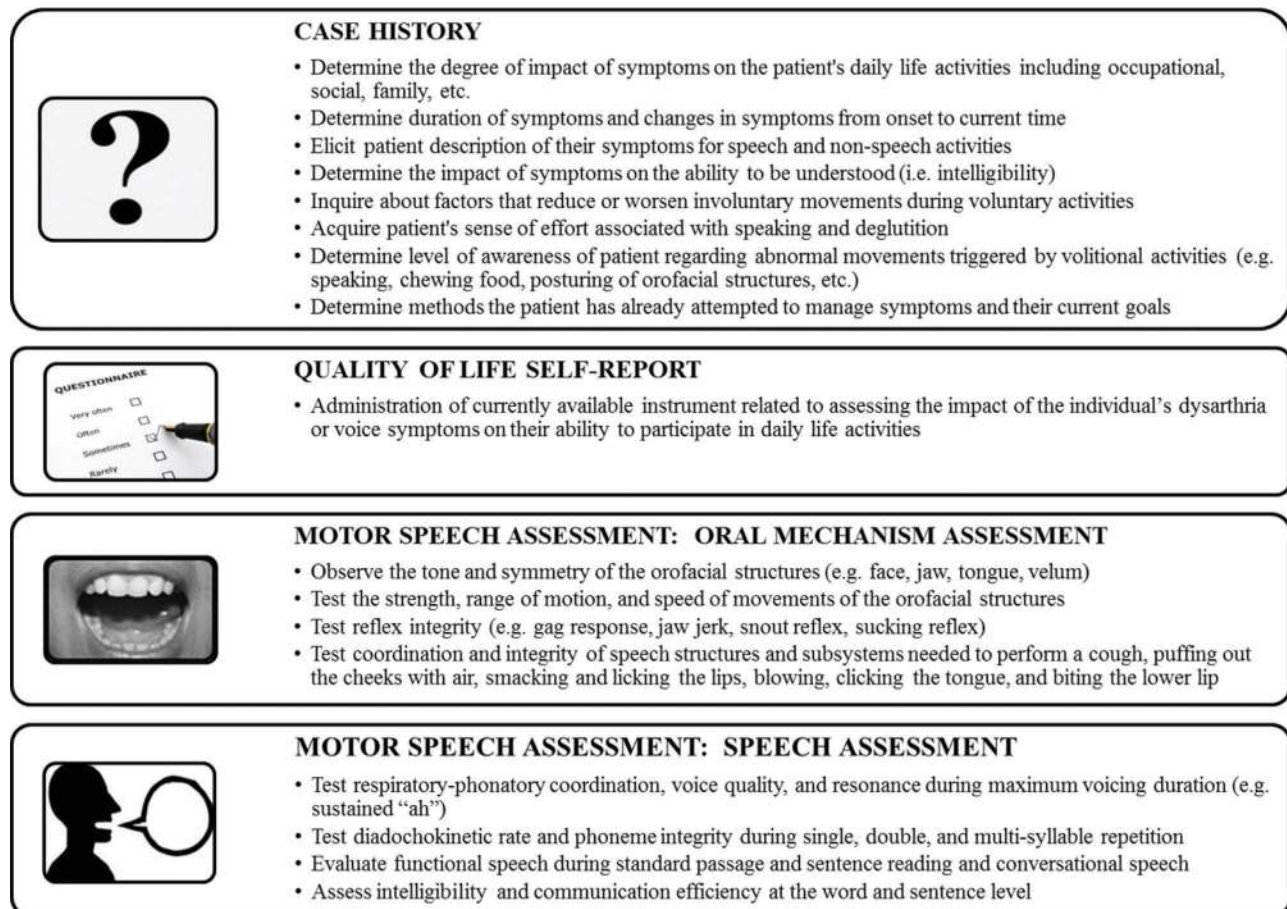 ?
CASE HISTORY
• Determine the degree of impact of symptoms on the patient's daily life activities including occupational,
social, family, etc.
• Determine duration of symptoms and changes in symptoms from onset to current time
• Elicit patient description of their symptoms for speech and non-speech activities
• Determine the impact of symptoms on the ability to be understood (i.e. intelligibility)
• Inquire about factors that reduce or worsen involuntary movements during voluntary activities
• Acquire patient's sense of effort associated with speaking and deglutition
• Determine level of awareness of patient regarding abnormal movements triggered by volitional activities (e.g.
speaking, chewing food, posturing of orofacial structures, etc.)
• Determine methods the patient has already attempted to manage symptoms and their current goals
QUESTIONNAIRE
Very often
Often
Sometimes
Rarely
QUALITY OF LIFE SELF-REPORT
• Administration of currently available instrument related to assessing the impact of the individual’s dysarthria
or voice symptoms on their ability to participate in daily life activities
MOTOR SPEECH ASSESSMENT: ORAL MECHANISM ASSESSMENT
• Observe the tone and symmetry of the orofacial structures (e.g. face, jaw, tongue, velum)
• Test the strength, range of motion, and speed of movements of the orofacial structures
• Test reflex integrity (e.g. gag response, jaw jerk, snout reflex, sucking reflex)
• Test coordination and integrity of speech structures and subsystems needed to perform a cough, puffing out
the cheeks with air, smacking and licking the lips, blowing, clicking the tongue, and biting the lower lip
MOTOR SPEECH ASSESSMENT: SPEECH ASSESSMENT
• Test respiratory-phonatory coordination, voice quality, and resonance during maximum voicing duration (e.g.
sustained “ah”)
• Test diadochokinetic rate and phoneme integrity during single, double, and multi-syllable repetition
• Evaluate functional speech during standard passage and sentence reading and conversational speech
• Assess intelligibility and communication efficiency at the word and sentence level